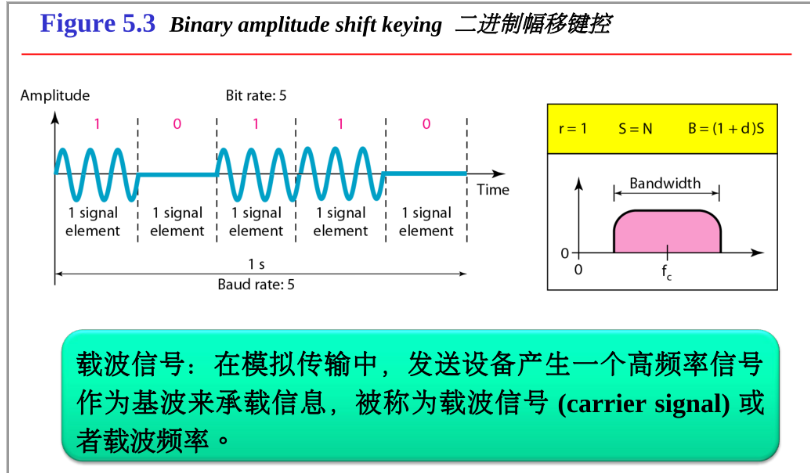 Figure 5.3 Binary amplitude shift keying 二进制幅移键控
Amplitude
Bit rate: 5
1 0 1 1 0
Time
1 signal element
1 signal element
1 signal element
1 signal element
1 signal element
1 s
Baud rate: 5
r = 1 S = N B = (1 + d)S
Bandwidth
0
0
fc
载波信号：在模拟传输中，发送设备产生一个高频率信号
作为基波来承载信息，被称为载波信号 (carrier signal) 或
者载波频率。